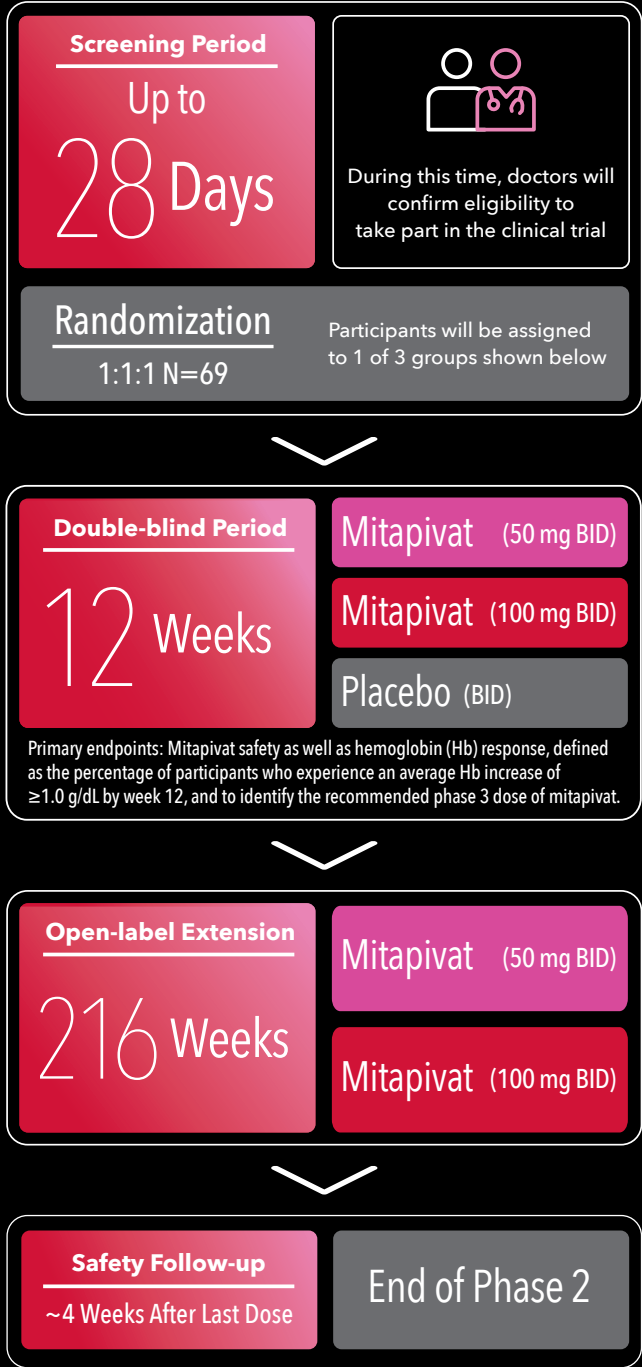 Screening Period
Up to
28 Days
During this time, doctors will
confirm eligibility to
take part in the clinical trial
Randomization
1:1:1 N=69
Participants will be assigned
to 1 of 3 groups shown below
Double-blind Period
12 Weeks
Mitapivat (50 mg BID)
Mitapivat (100 mg BID)
Placebo (BID)
Primary endpoints: Mitapivat safety as well as hemoglobin (Hb) response, defined
as the percentage of participants who experience an average Hb increase of
≥1.0 g/dL by week 12, and to identify the recommended phase 3 dose of mitapivat.
Open-label Extension
216 Weeks
Mitapivat (50 mg BID)
Mitapivat (100 mg BID)
Safety Follow-up
~4 Weeks After Last Dose
End of Phase 2